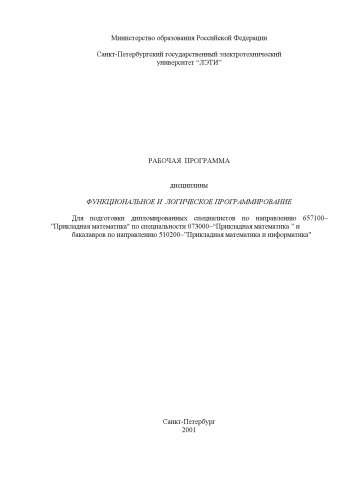 Министерство образования Российской Федерации
Санкт-Петербургский государственный электротехнический
университет “ЛЭТИ”
РАБОЧАЯ ПРОГРАММА
дисциплины
ФУНКЦИОНАЛЬНОЕ И ЛОГИЧЕСКОЕ ПРОГРАММИРОВАНИЕ
Для подготовки дипломированных специалистов по направлению 657100–
"Прикладная математика" по специальности 073000–“Прикладная математика ” и
бакалавров по направлению 510200–"Прикладная математика и информатика"
Санкт-Петербург
2001